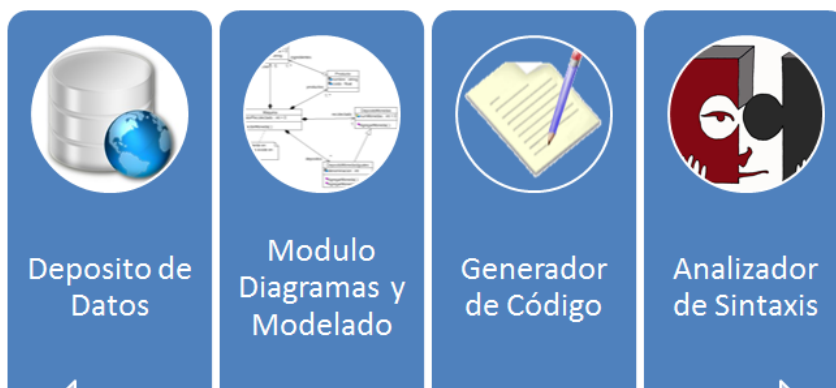 Deposito de
Datos
Modulo
Diagramas y
Modelado
Generador
de Código
Analizador
de Sintaxis